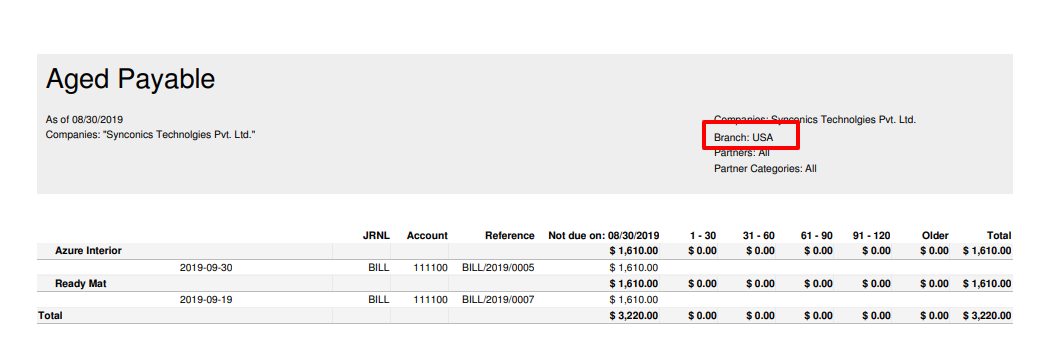 Aged Payable
As of 08/30/2019
Companies: "Synconics Technolgies Pvt. Ltd."
Companies: Synconics Technolgies Pvt. Ltd.
Branch: USA
Partners: All
Partner Categories: All
JRNL Account Reference Not due on: 08/30/2019 1 - 30 31 - 60 61 - 90 91 - 120 Older Total
Azure Interior $ 1,610.00 $ 0.00 $ 0.00 $ 0.00 $ 0.00 $ 0.00 $ 1,610.00
2019-09-30 BILL 111100 BILL/2019/0005 $ 1,610.00
Ready Mat $ 1,610.00 $ 0.00 $ 0.00 $ 0.00 $ 0.00 $ 0.00 $ 1,610.00
2019-09-19 BILL 111100 BILL/2019/0007 $ 1,610.00
Total $ 3,220.00 $ 0.00 $ 0.00 $ 0.00 $ 0.00 $ 0.00 $ 3,220.00